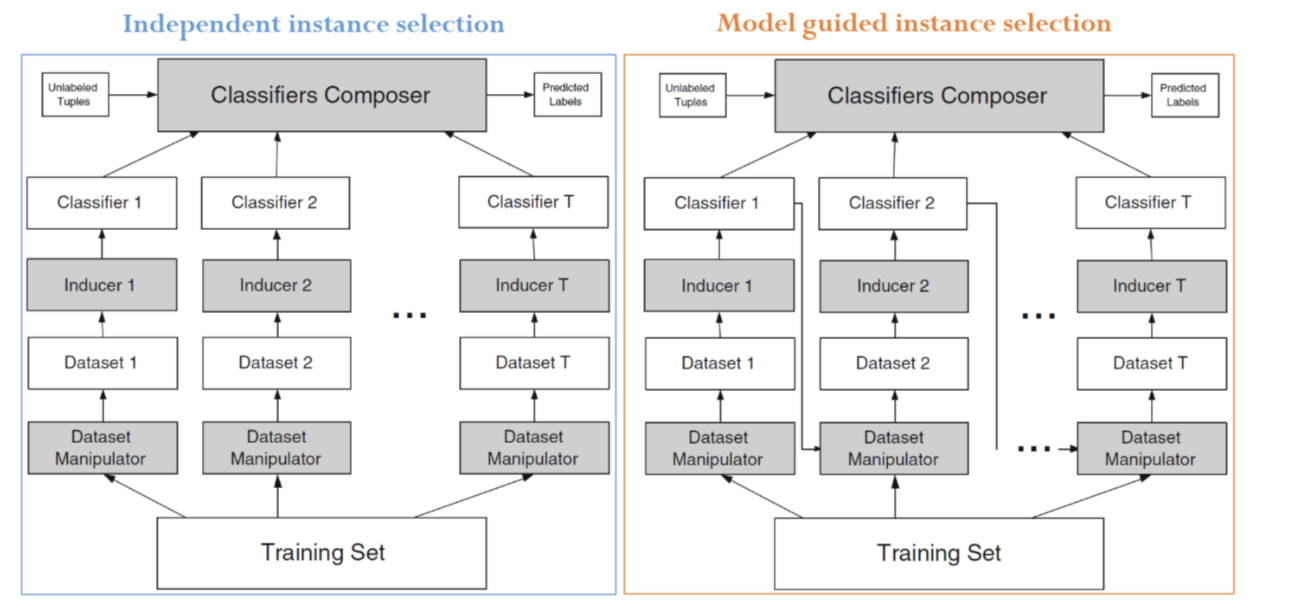 Independent instance selection
Unlabeled
Tuples
Classifiers Composer
Predicted
Labels
Classifier 1
Classifier 2
Classifier T
Inducer 1
Inducer 2
Inducer T
...
Dataset 1
Dataset 2
Dataset T
Dataset
Manipulator
Dataset
Manipulator
Dataset
Manipulator
Training Set
Model guided instance selection
Unlabeled
Tuples
Classifiers Composer
Predicted
Labels
Classifier 1
Classifier 2
Classifier T
Inducer 1
Inducer 2
Inducer T
...
Dataset 1
Dataset 2
Dataset T
Dataset
Manipulator
Dataset
Manipulator
...
Dataset
Manipulator
Training Set